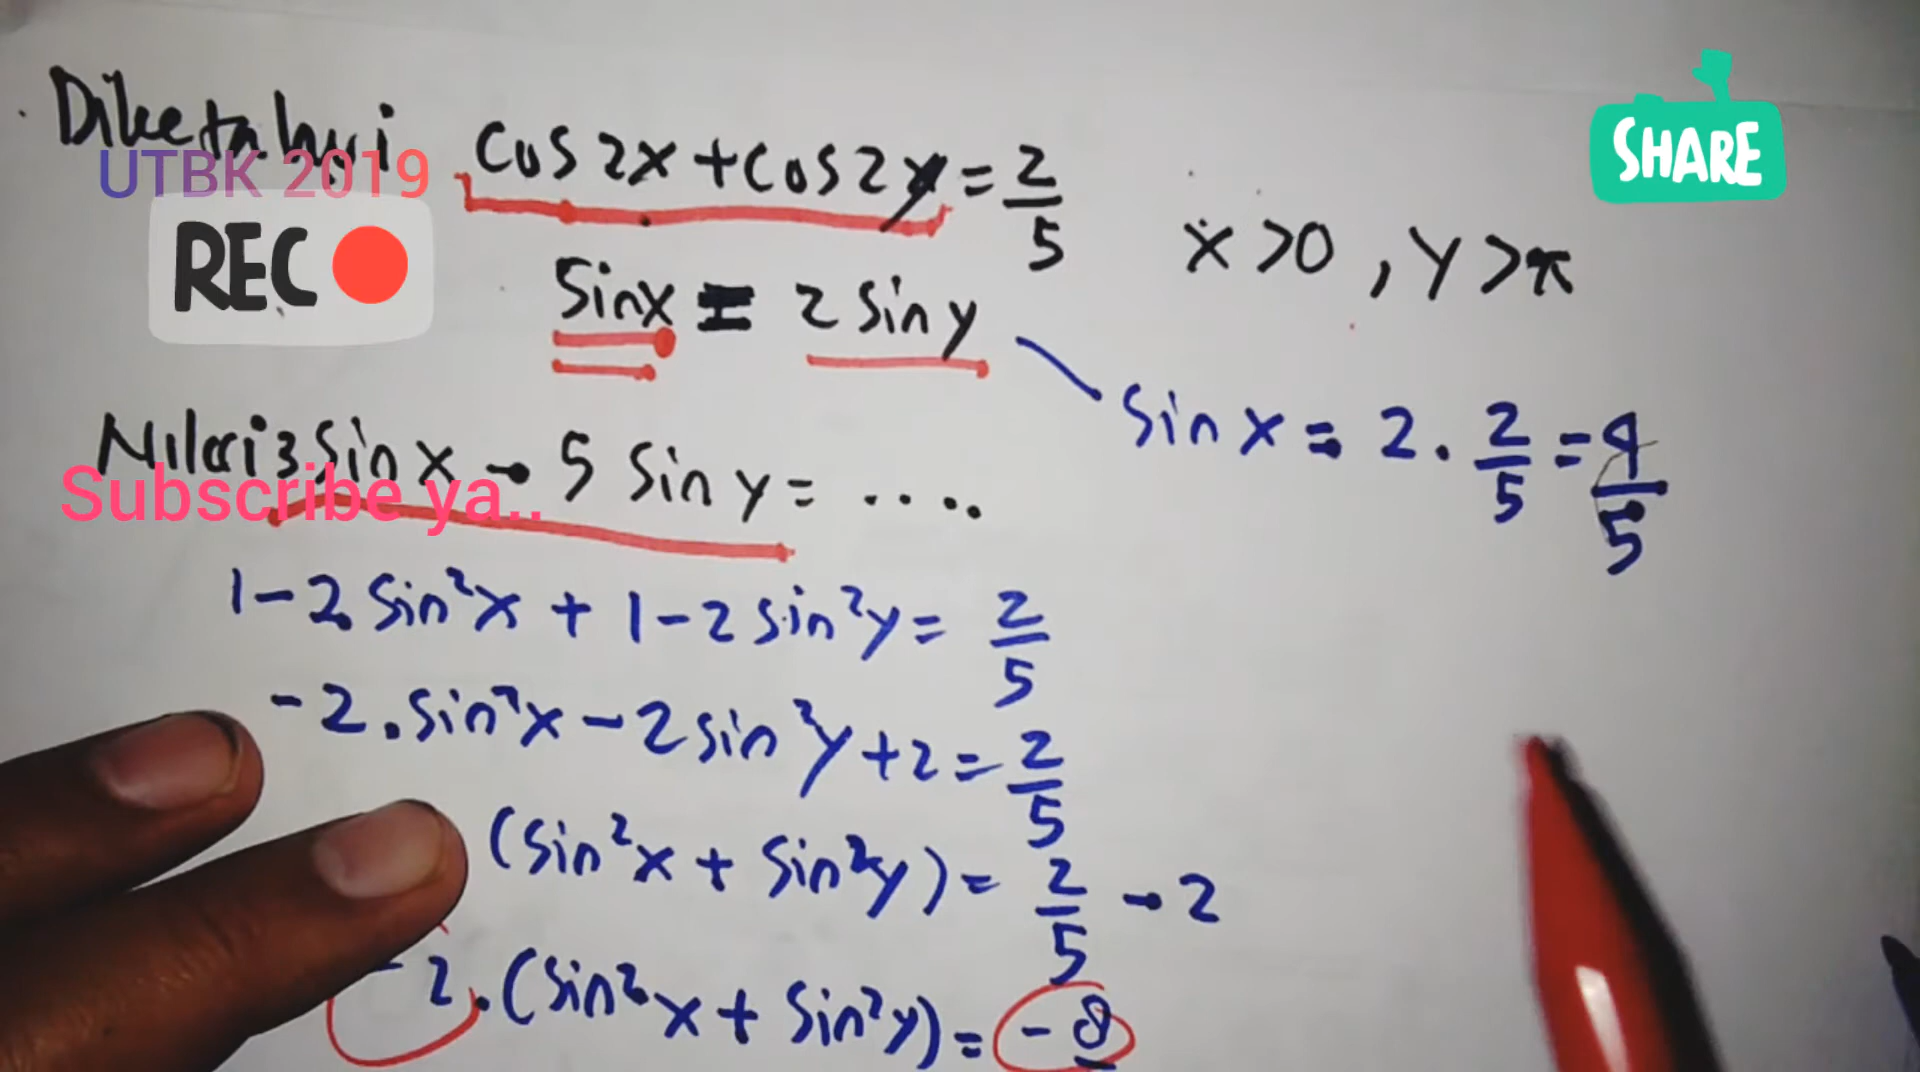 Diketahui cos 2x + cos 2y = 2/5
UTBK 2019
SHARE
REC
x > 0 , y > π
Sin x = 2 sin y
Sin x = 2 . 2/5 = 4/5
Nilai 3 Sin x - 5 Sin y = ....
Subscribe ya..
1 - 2 Sin²x + 1 - 2 sin²y = 2/5
- 2 . sin²x - 2 sin²y + 2 = 2/5
(Sin²x + Sin²y) = 2/5 - 2
- 2 . (Sin²x + Sin²y) = - 8